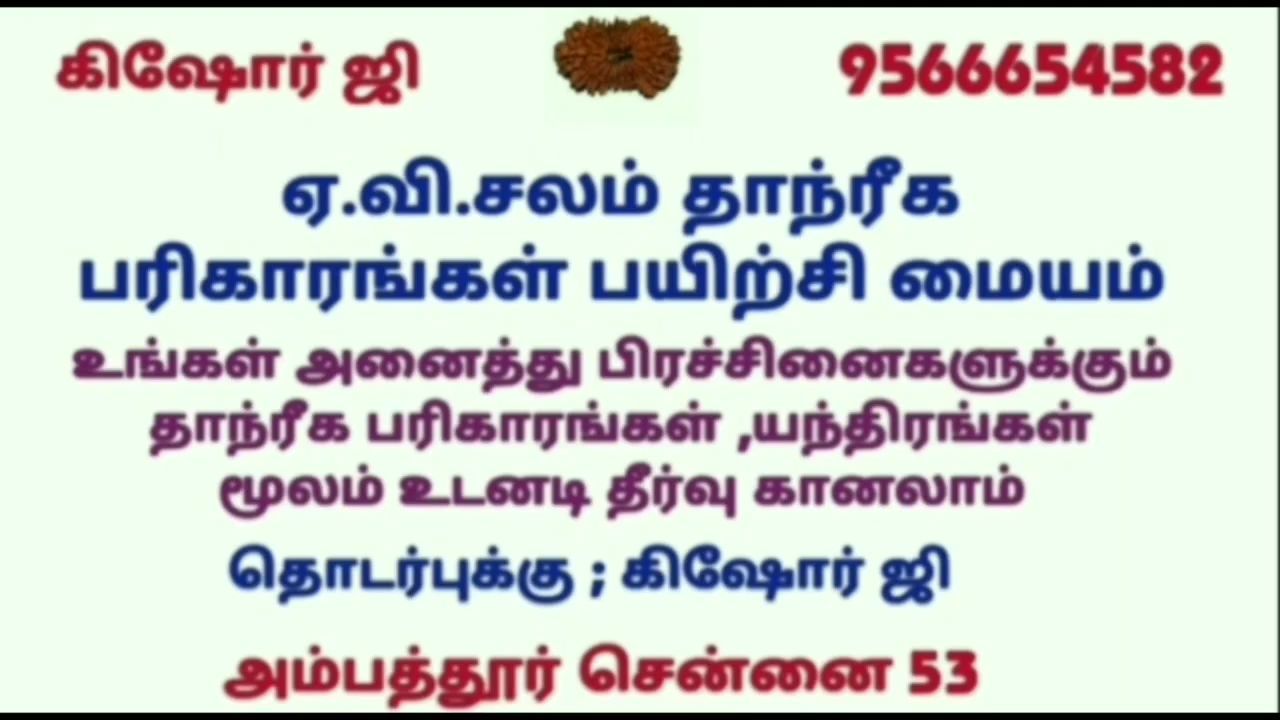 கிஷோர் ஜி 9566654582
ஏ.வி.சலம் தாந்ரீக
பரிகாரங்கள் பயிற்சி மையம்
உங்கள் அனைத்து பிரச்சினைகளுக்கும்
தாந்ரீக பரிகாரங்கள் ,யந்திரங்கள்
மூலம் உடனடி தீர்வு கானலாம்
தொடர்புக்கு ; கிஷோர் ஜி
அம்பத்தூர் சென்னை 53